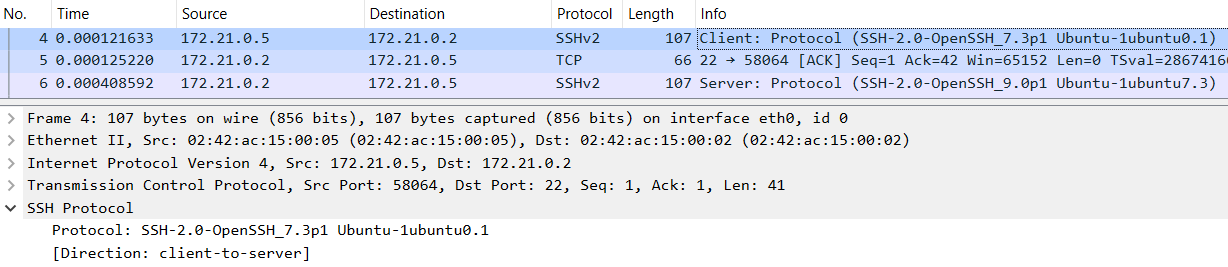 No. Time Source Destination Protocol Length Info
4 0.000121633 172.21.0.5 172.21.0.2 SSHv2 107 Client: Protocol (SSH-2.0-OpenSSH_7.3p1 Ubuntu-1ubuntu0.1)
5 0.000125220 172.21.0.2 172.21.0.5 TCP 66 22 → 58064 [ACK] Seq=1 Ack=42 Win=65152 Len=0
6 0.000408592 172.21.0.2 172.21.0.5 SSHv2 107 Server: Protocol (SSH-2.0-OpenSSH_9.0p1 Ubuntu-1ubuntu7.3)
Frame 4: 107 bytes on wire (856 bits), 107 bytes captured (856 bits) on interface eth0, id 0
Ethernet II, Src: 02:42:ac:15:00:05 (02:42:ac:15:00:05), Dst: 02:42:ac:15:00:02 (02:42:ac:15:00:02)
Internet Protocol Version 4, Src: 172.21.0.5, Dst: 172.21.0.2
Transmission Control Protocol, Src Port: 58064, Dst Port: 22, Seq: 1, Ack: 1, Len: 41
SSH Protocol
Protocol: SSH-2.0-OpenSSH_7.3p1 Ubuntu-1ubuntu0.1
[Direction: client-to-server]